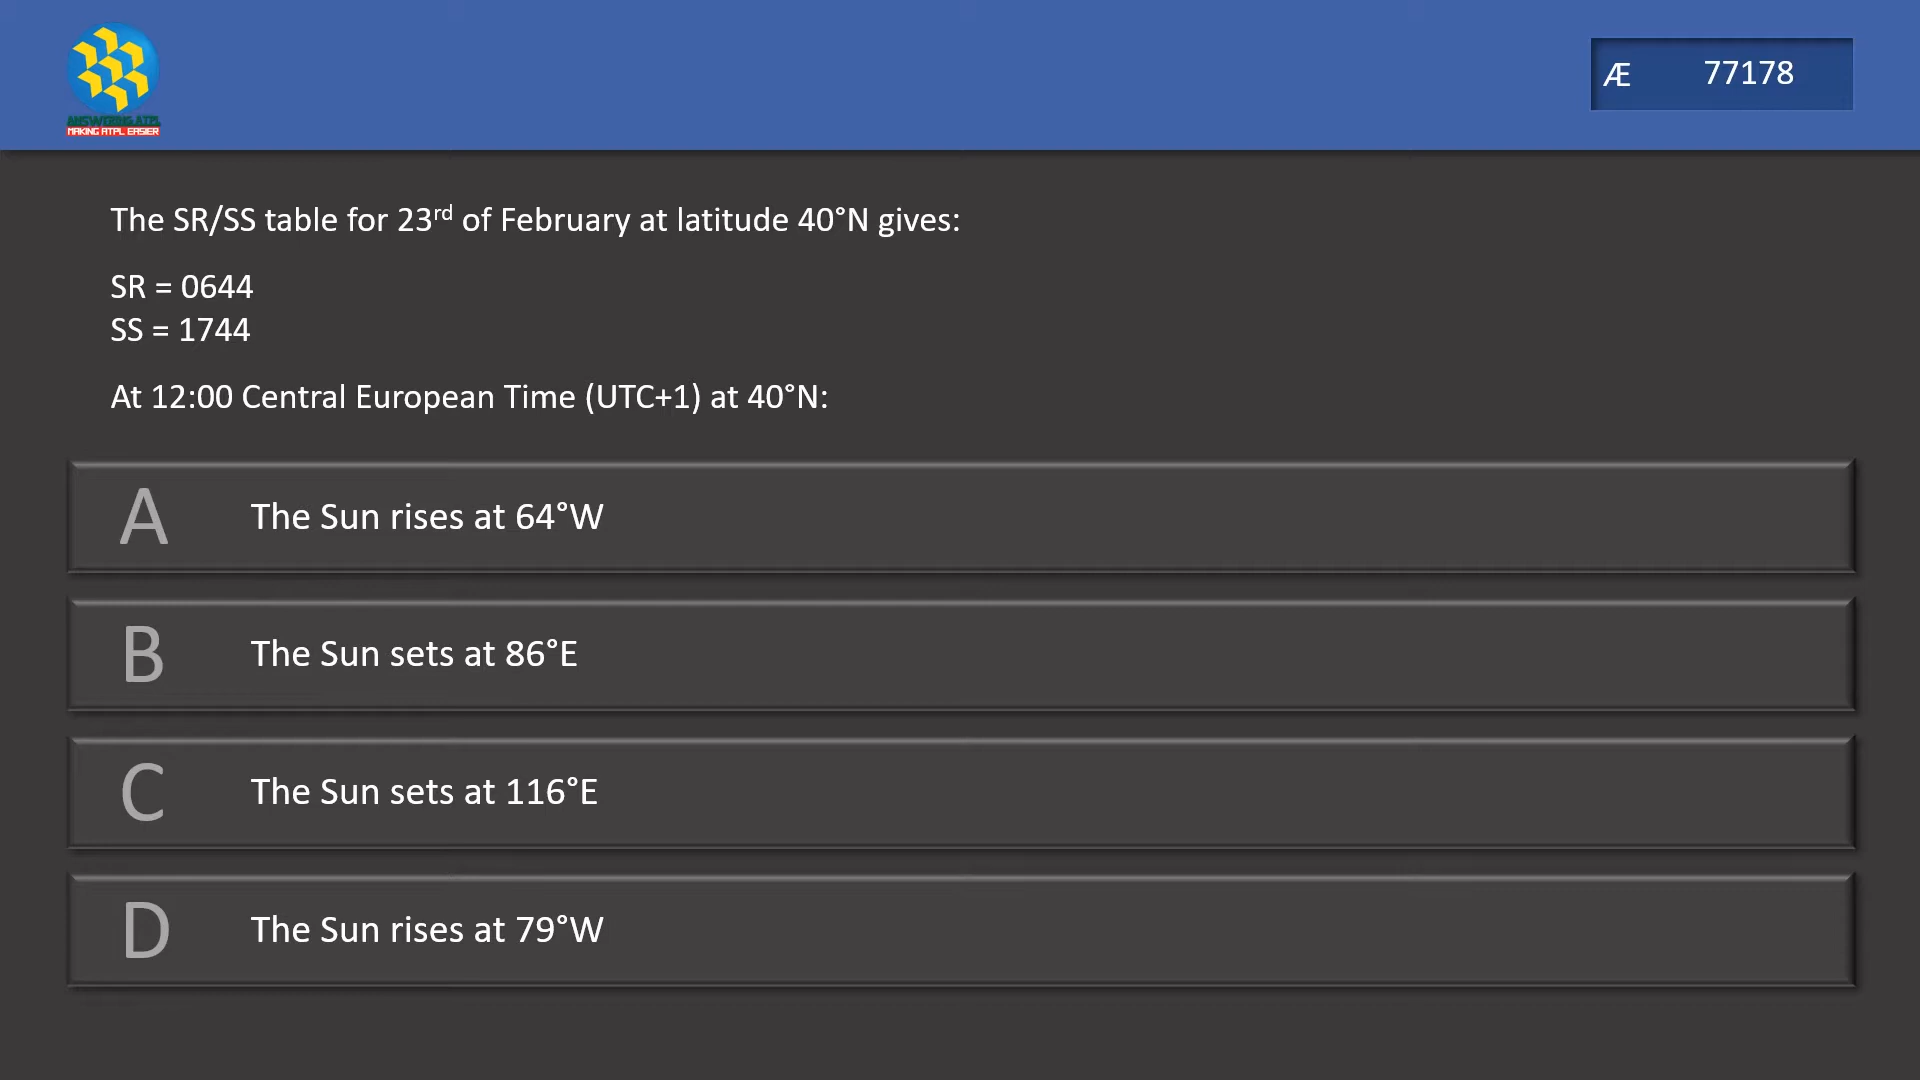 ANSWERING ATPL
MAKING ATPL EASIER
Æ 77178
The SR/SS table for 23rd of February at latitude 40°N gives:
SR = 0644
SS = 1744
At 12:00 Central European Time (UTC+1) at 40°N:
A The Sun rises at 64°W
B The Sun sets at 86°E
C The Sun sets at 116°E
D The Sun rises at 79°W